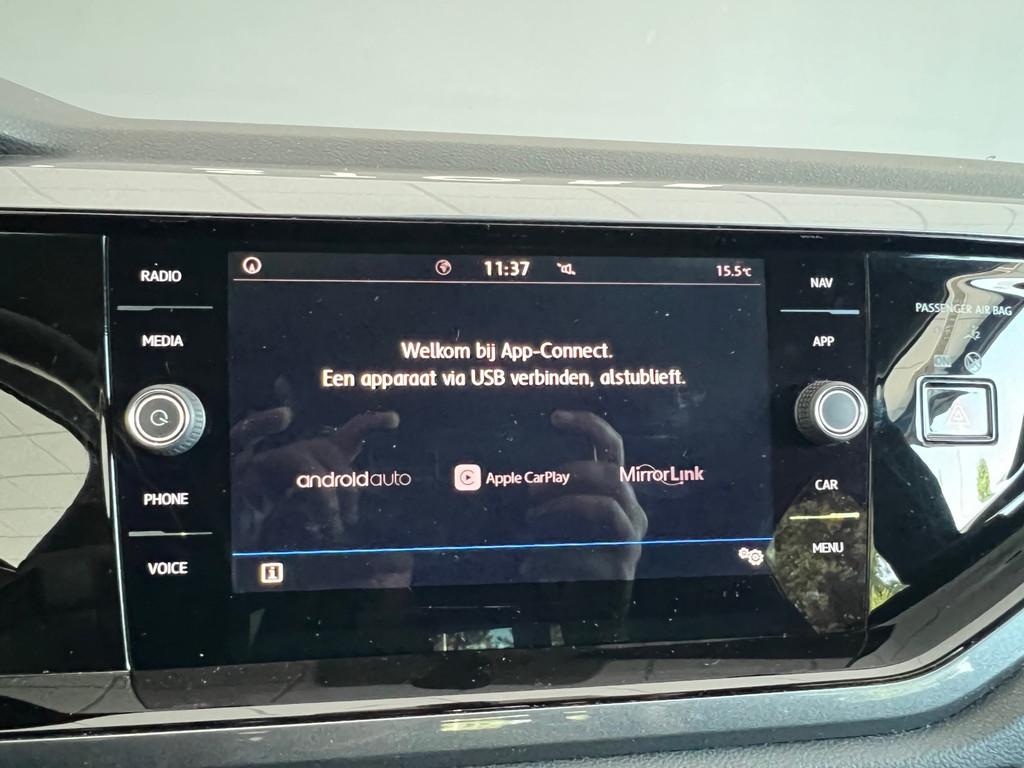 11:37
15.5°C
Welkom bij App-Connect.
Een apparaat via USB verbinden, alstublieft.
androidauto
Apple CarPlay
MirrorLink
i
RADIO
MEDIA
PHONE
VOICE
NAV
APP
CAR
MENU
PASSENGER AIR BAG
ON